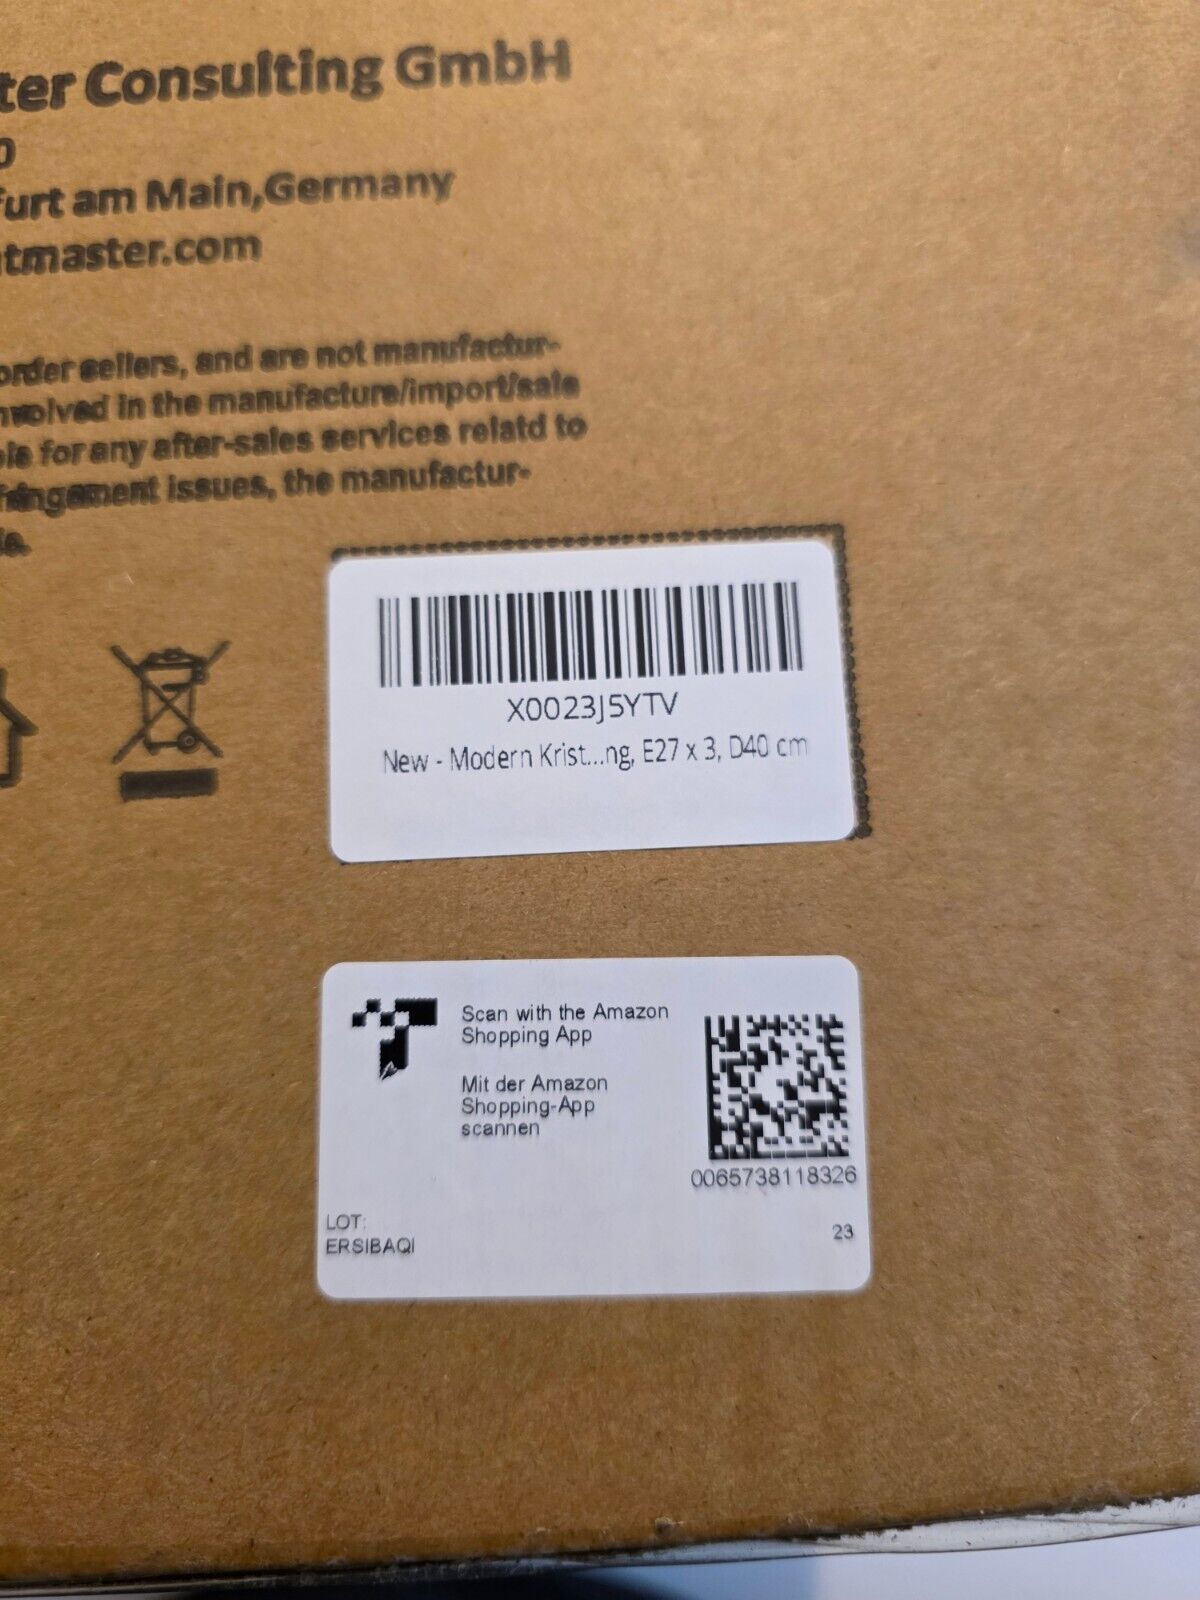 ter Consulting GmbH
0
furt am Main,Germany
tmaster.com
order sellers, and are not manufactur-
nvolved in the manufacture/import/sale
ble for any after-sales services relatd to
fringement issues, the manufactur-
X0023J5YTV
New - Modern Krist...ng, E27 x 3, D40 cm
Scan with the Amazon
Shopping App
Mit der Amazon
Shopping-App
scannen
0065738118326
LOT:
ERSIBAQI
23